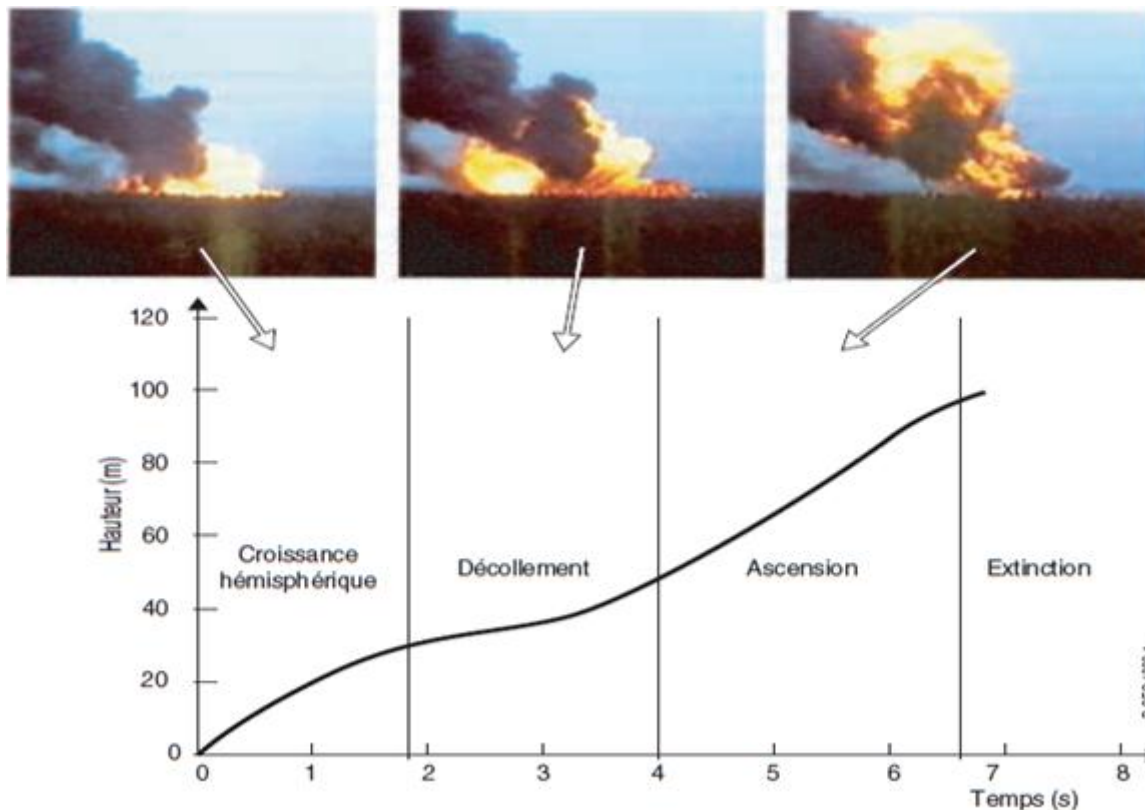 120
100
80
60
40
20
0
Hauteur (m)
Croissance
hémisphérique
Décollement
Ascension
Extinction
0 1 2 3 4 5 6 7 8
Temps (s)